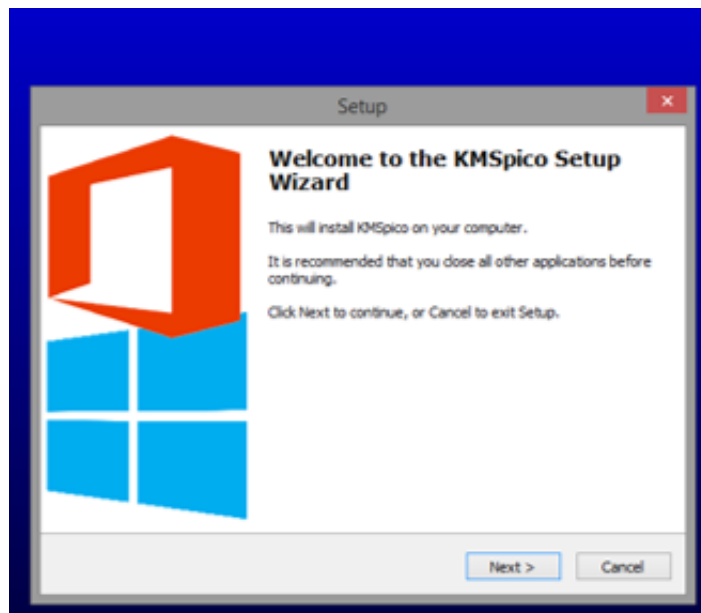 Setup
Welcome to the KMSpico Setup
Wizard
This will install KMSpico on your computer.
It is recommended that you close all other applications before
continuing.
Click Next to continue, or Cancel to exit Setup.
Next >
Cancel